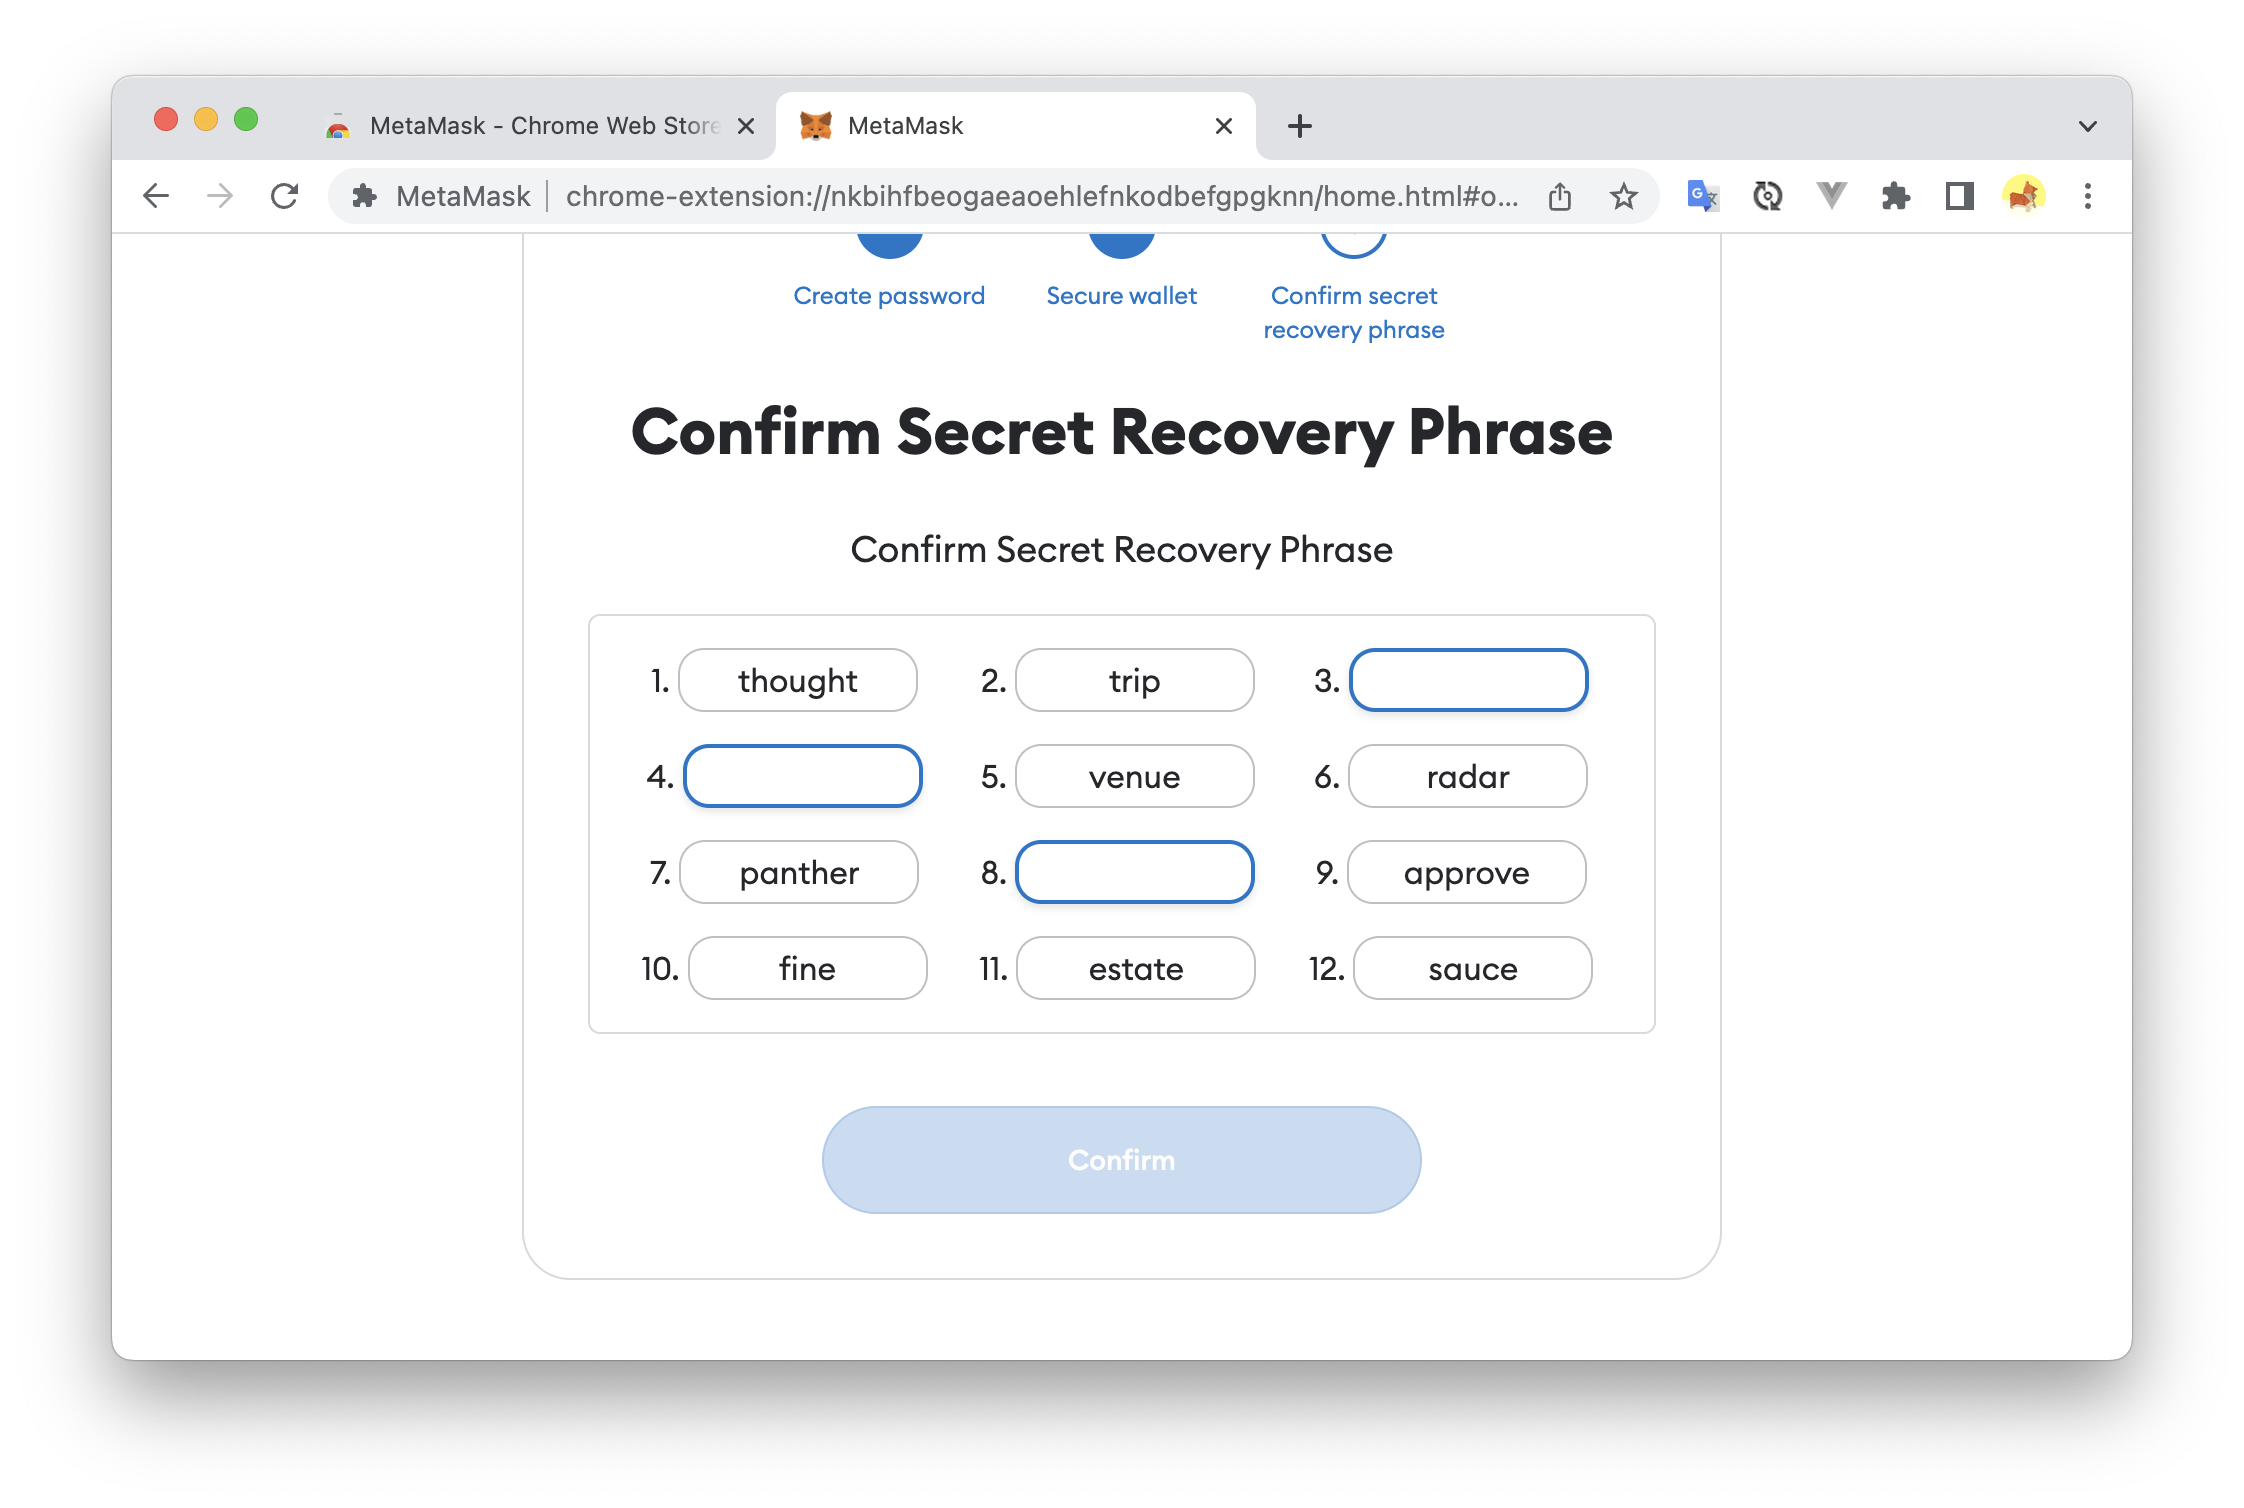 MetaMask - Chrome Web Store
MetaMask
MetaMask
chrome-extension://nkbihfbeogaeaoehlefnkodbefgpgknn/home.html#o...
Create password
Secure wallet
Confirm secret
recovery phrase
Confirm Secret Recovery Phrase
Confirm Secret Recovery Phrase
1. thought 2. trip 3.
4. 5. venue 6. radar
7. panther 8. 9. approve
10. fine 11. estate 12. sauce
Confirm